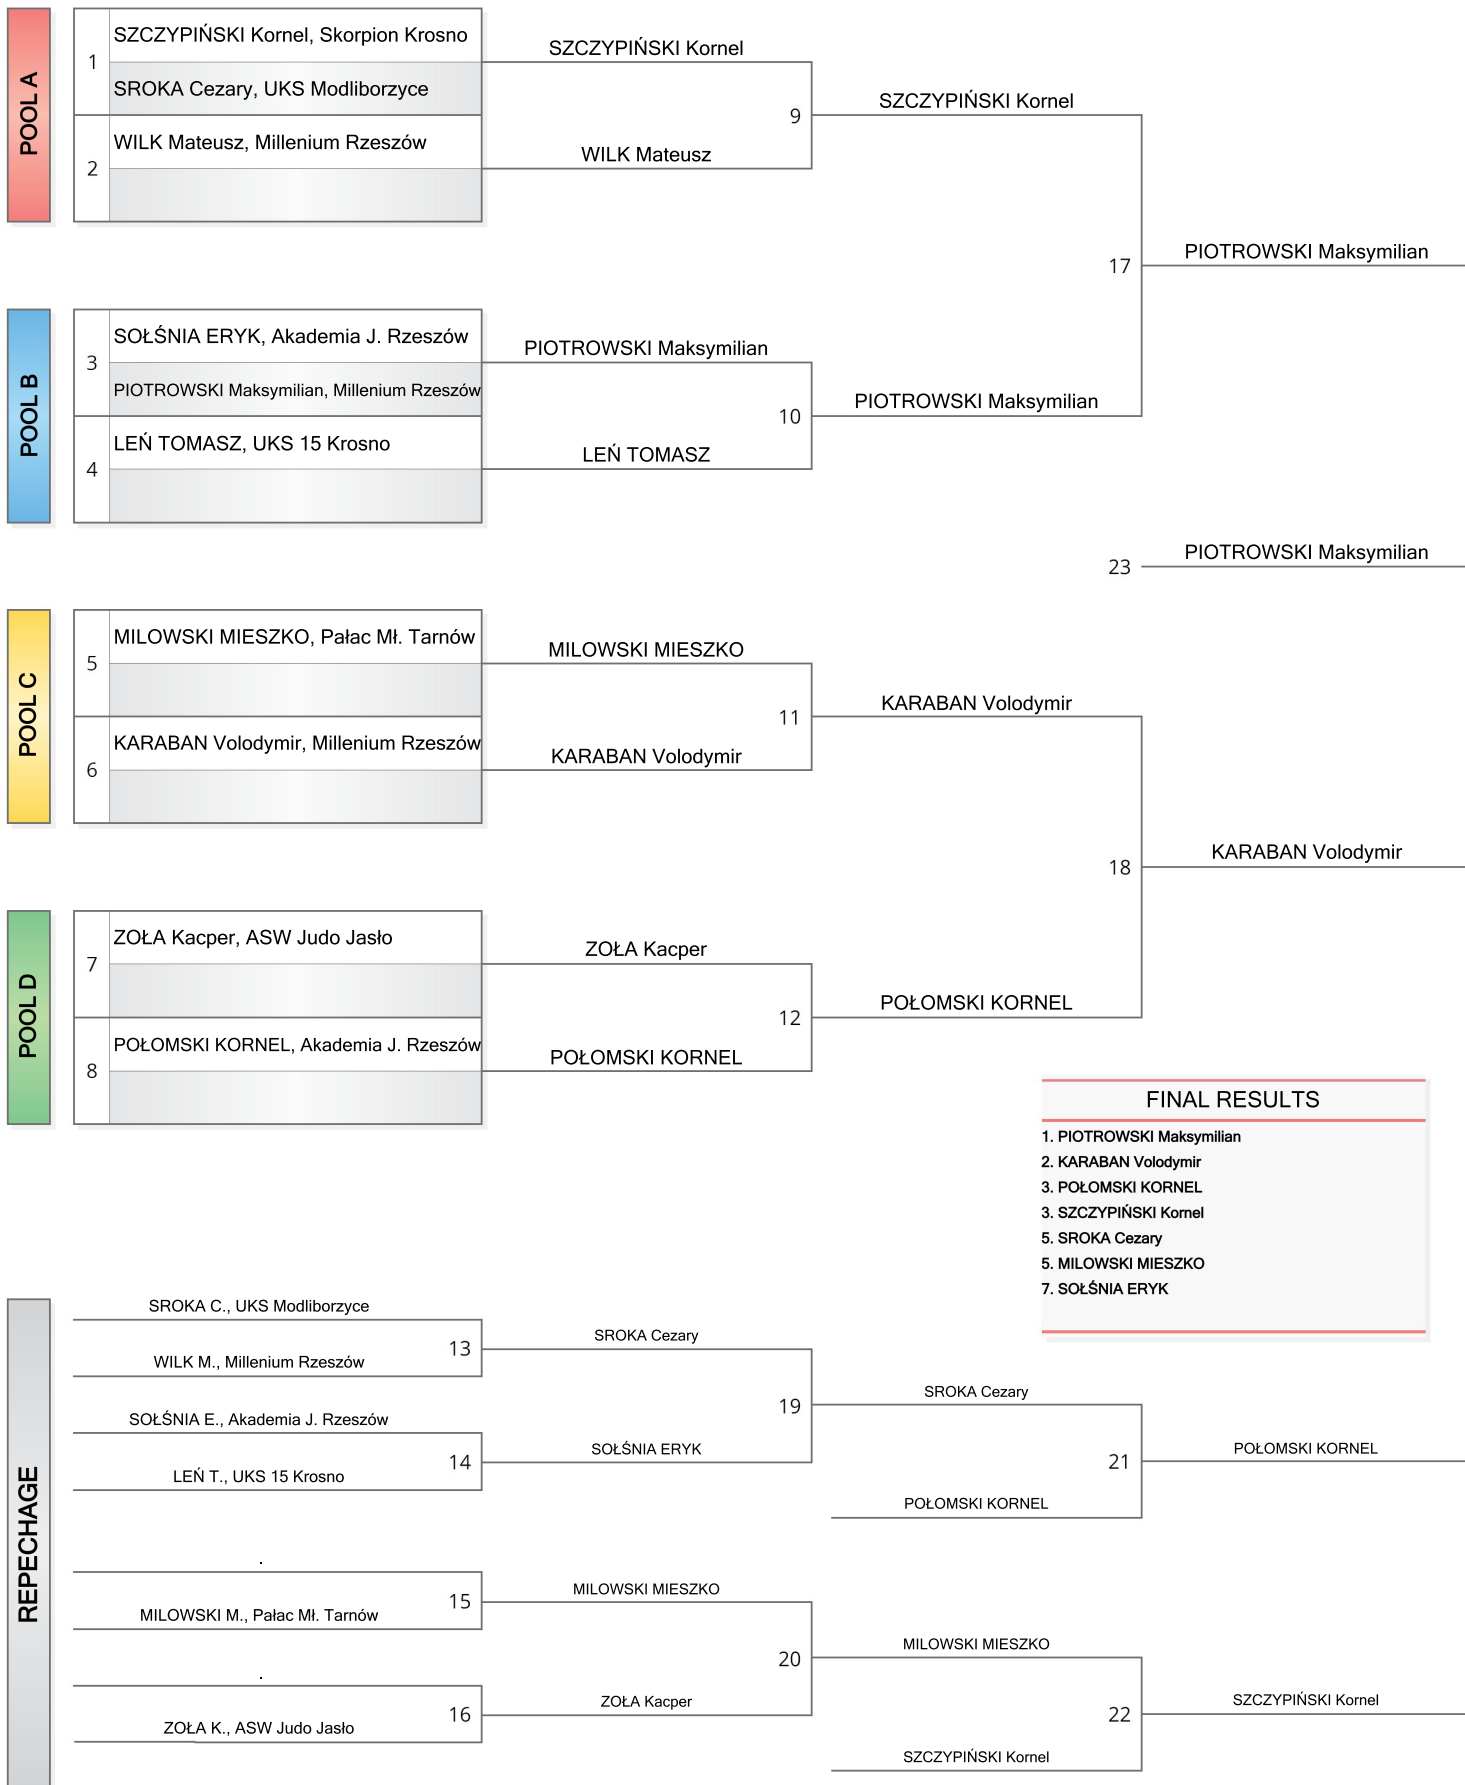 POOL A
1
SZCZYPIŃSKI Kornel, Skorpion Krosno
SROKA Cezary, UKS Modliborzyce
2
WILK Mateusz, Millenium Rzeszów
SZCZYPIŃSKI Kornel
WILK Mateusz
9
SZCZYPIŃSKI Kornel
17
PIOTROWSKI Maksymilian
POOL B
3
SOŁŚNIA ERYK, Akademia J. Rzeszów
PIOTROWSKI Maksymilian, Millenium Rzeszów
4
LEŃ TOMASZ, UKS 15 Krosno
PIOTROWSKI Maksymilian
LEŃ TOMASZ
10
PIOTROWSKI Maksymilian
23
PIOTROWSKI Maksymilian
POOL C
5
MILOWSKI MIESZKO, Pałac Mł. Tarnów
6
KARABAN Volodymir, Millenium Rzeszów
MILOWSKI MIESZKO
KARABAN Volodymir
11
KARABAN Volodymir
18
KARABAN Volodymir
POOL D
7
ZOŁA Kacper, ASW Judo Jasło
8
POŁOMSKI KORNEL, Akademia J. Rzeszów
ZOŁA Kacper
POŁOMSKI KORNEL
12
POŁOMSKI KORNEL
FINAL RESULTS
1. PIOTROWSKI Maksymilian
2. KARABAN Volodymir
3. POŁOMSKI KORNEL
3. SZCZYPIŃSKI Kornel
5. SROKA Cezary
5. MILOWSKI MIESZKO
7. SOŁŚNIA ERYK
REPECHAGE
SROKA C., UKS Modliborzyce
13
WILK M., Millenium Rzeszów
SOŁŚNIA E., Akademia J. Rzeszów
14
LEŃ T., UKS 15 Krosno
SROKA Cezary
19
SOŁŚNIA ERYK
SROKA Cezary
21
POŁOMSKI KORNEL
POŁOMSKI KORNEL
.
15
MILOWSKI M., Pałac Mł. Tarnów
.
16
ZOŁA K., ASW Judo Jasło
MILOWSKI MIESZKO
20
ZOŁA Kacper
MILOWSKI MIESZKO
22
SZCZYPIŃSKI Kornel
SZCZYPIŃSKI Kornel